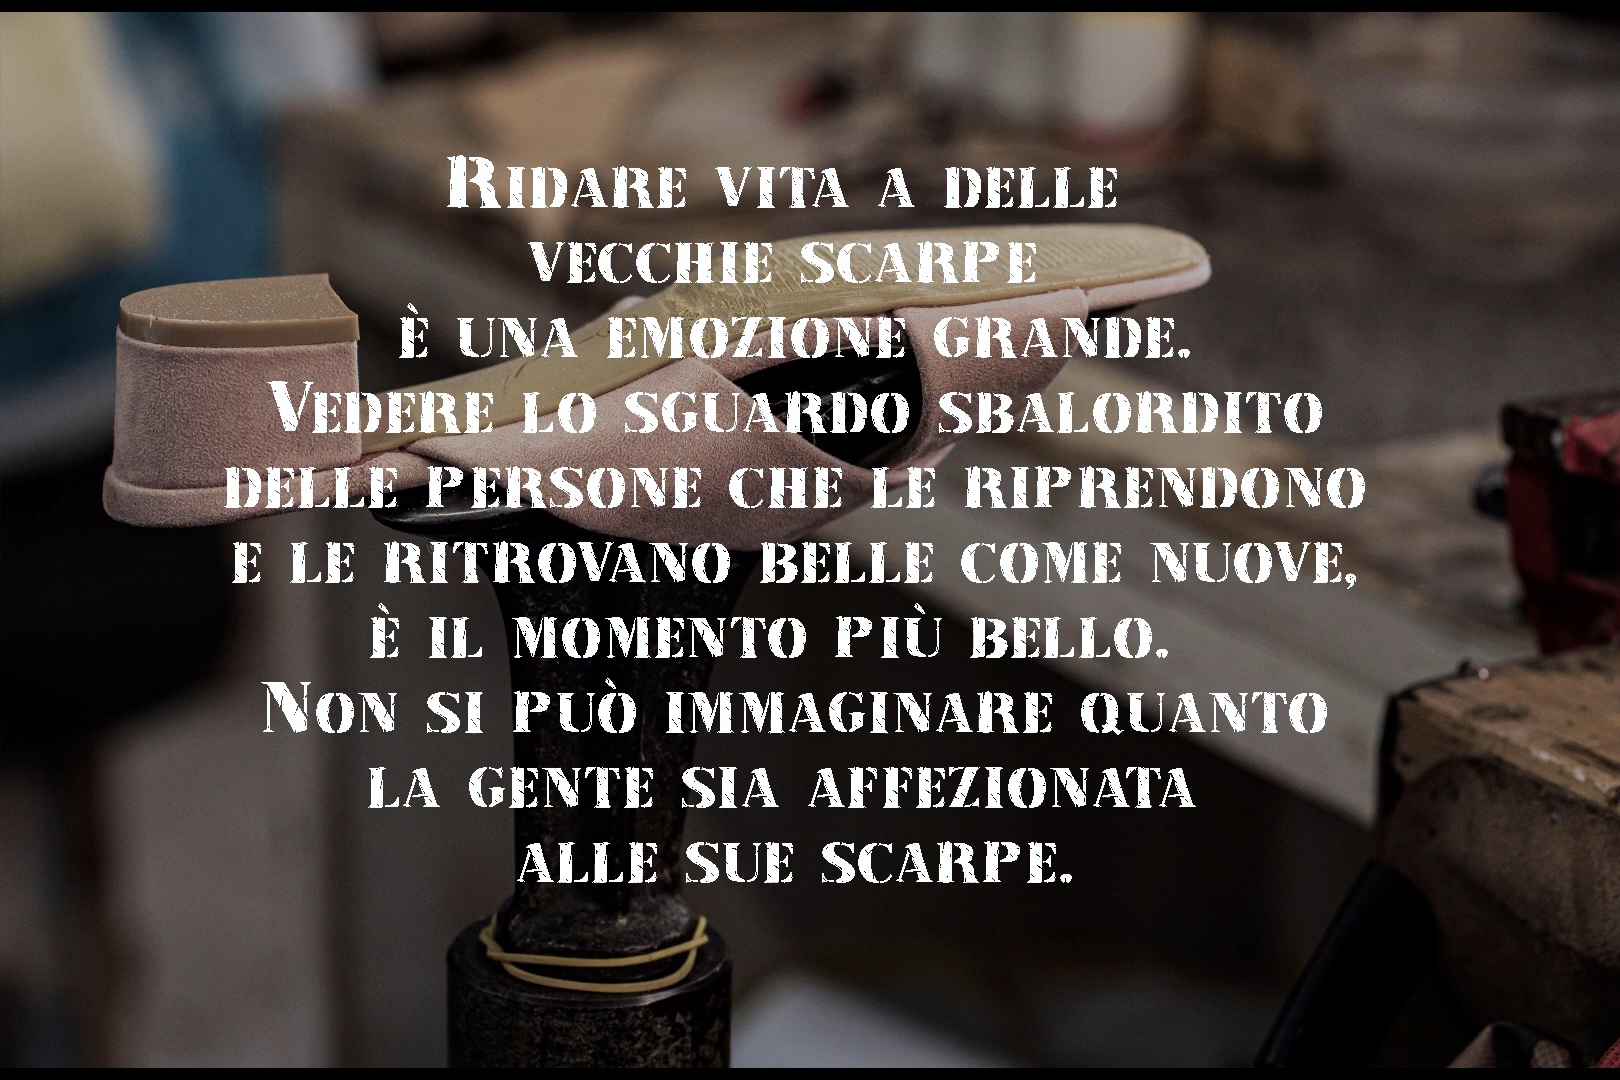 Ridare vita a delle
vecchie scarpe
è una emozione grande.
Vedere lo sguardo sbalordito
delle persone che le riprendono
e le ritrovano belle come nuove,
è il momento più bello.
Non si può immaginare quanto
la gente sia affezionata
alle sue scarpe.